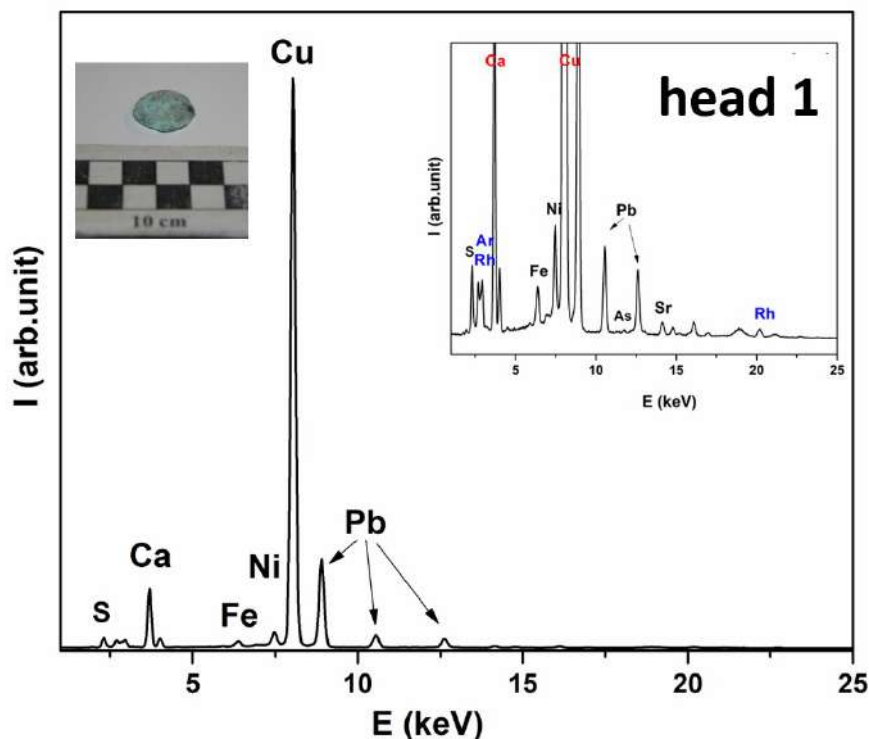 Cu
10 cm
I (arb.unit)
S
Ca
Fe
Ni
Pb
5
10
15
20
25
E (keV)
head 1
Ca
Cu
I (arb.unit)
S
Ar
Rh
Fe
Ni
Pb
As
Sr
Rh
5
10
15
20
25
E (keV)